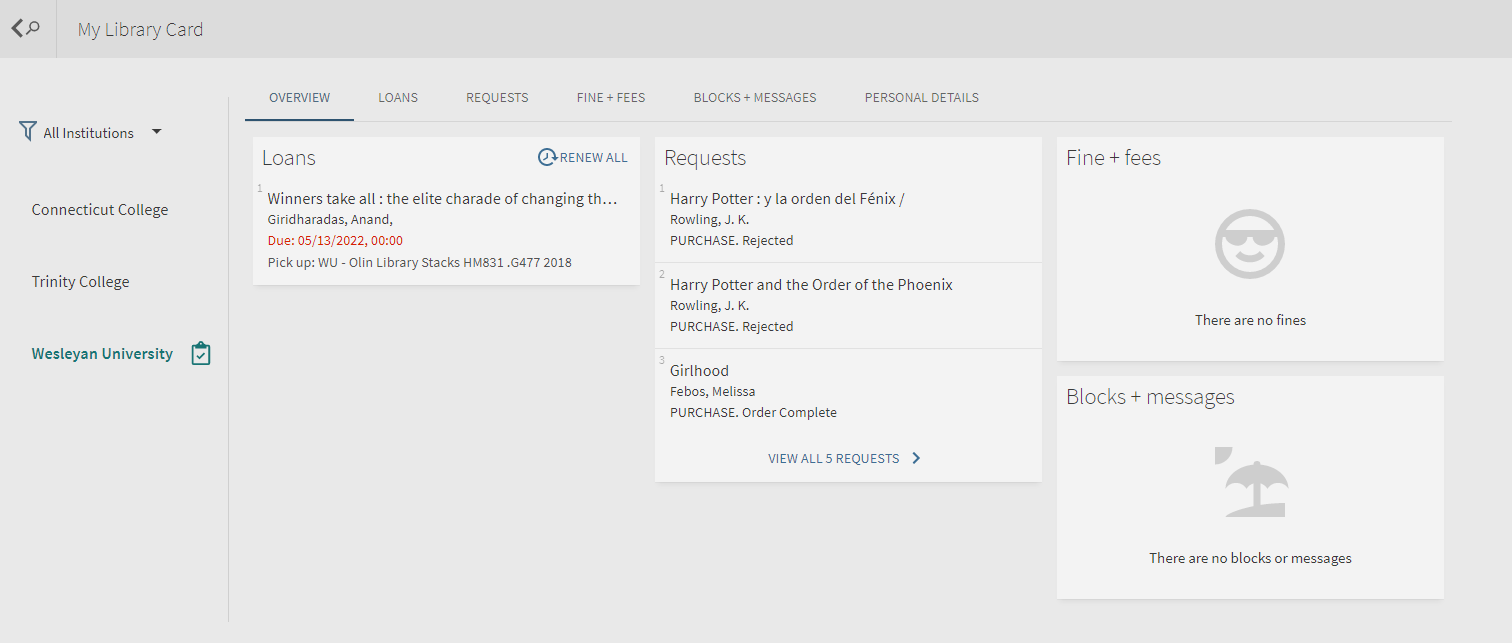 My Library Card
All Institutions
Connecticut College
Trinity College
Wesleyan University
OVERVIEW
LOANS
REQUESTS
FINE + FEES
BLOCKS + MESSAGES
PERSONAL DETAILS
Loans
RENEW ALL
1
Winners take all : the elite charade of changing th...
Giridharadas, Anand,
Due: 05/13/2022, 00:00
Pick up: WU - Olin Library Stacks HM831 .G477 2018
Requests
1
Harry Potter : y la orden del Fénix /
Rowling, J. K.
PURCHASE. Rejected
2
Harry Potter and the Order of the Phoenix
Rowling, J. K.
PURCHASE. Rejected
3
Girlhood
Febos, Melissa
PURCHASE. Order Complete
VIEW ALL 5 REQUESTS
Fine + fees
There are no fines
Blocks + messages
There are no blocks or messages